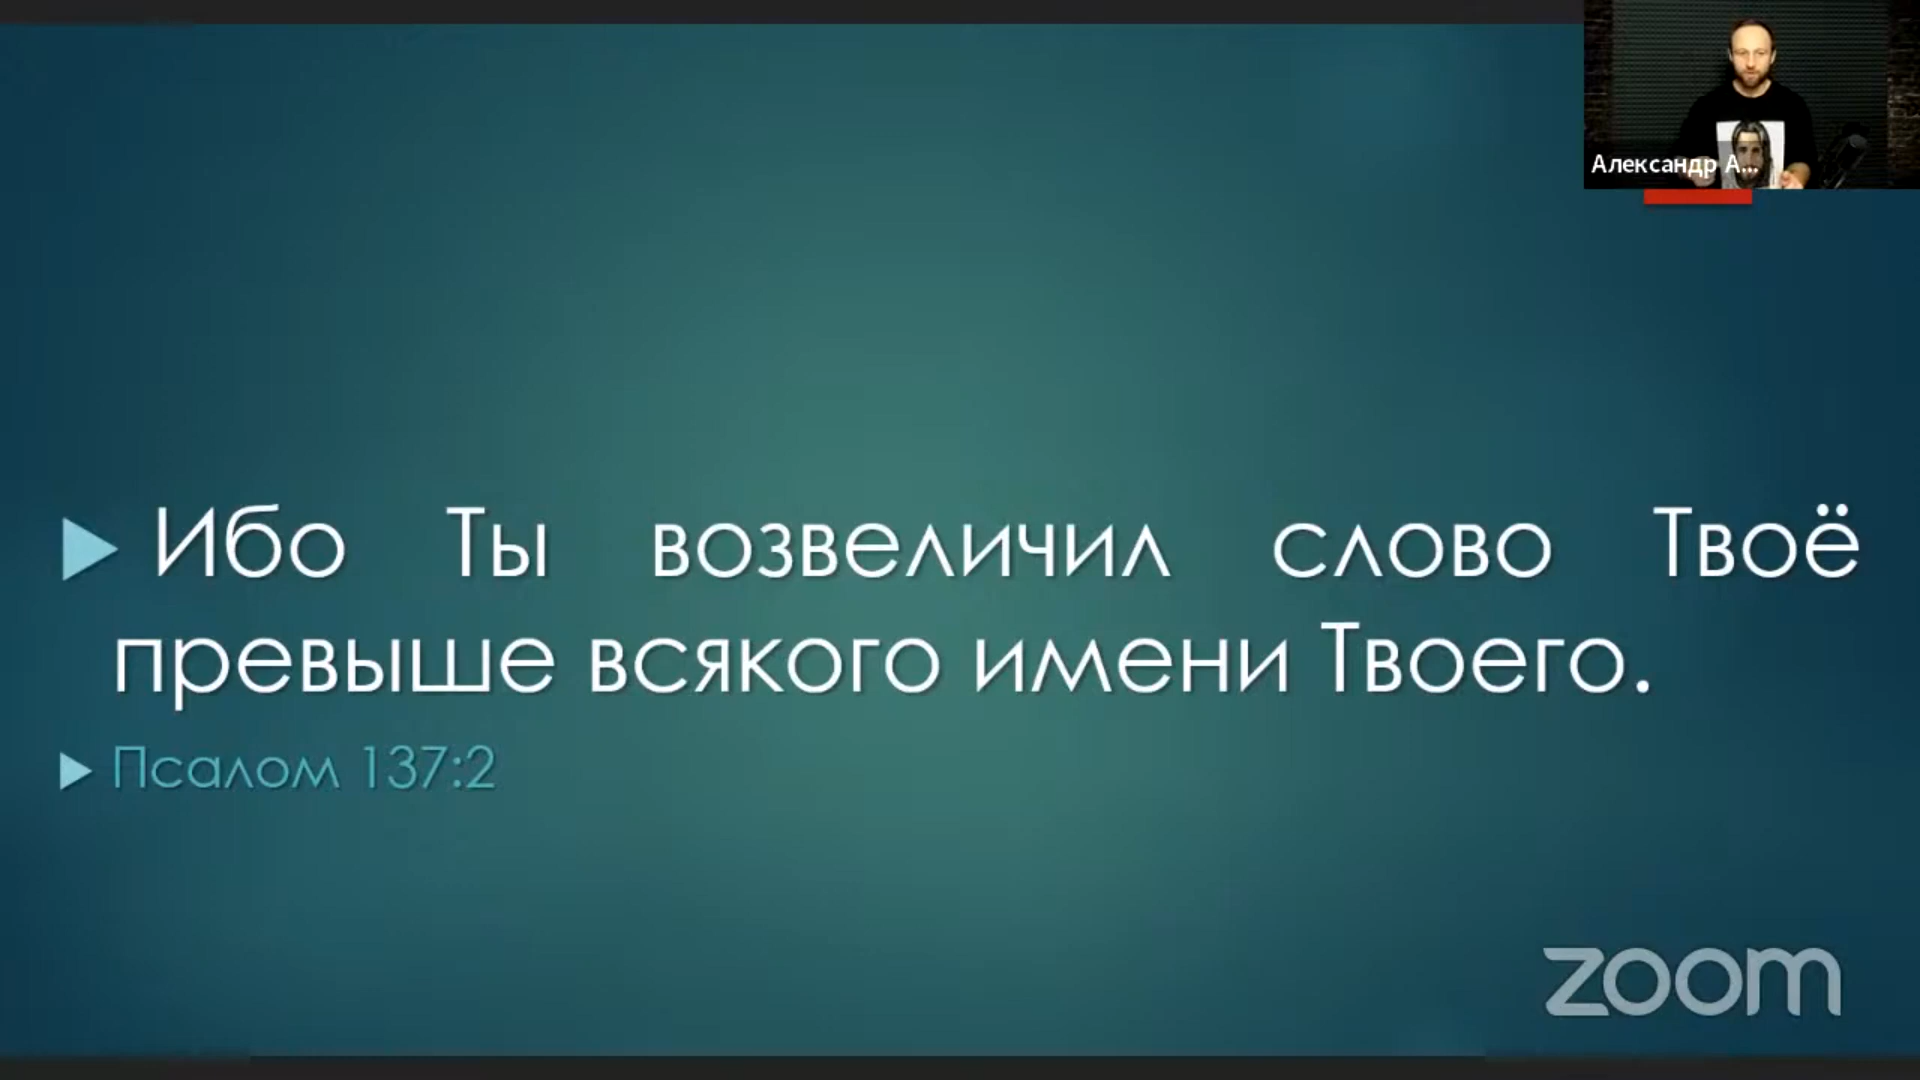 Александр А...
Ибо Ты возвеличил слово Твоё
превыше всякого имени Твоего.
Псалом 137:2
zoom